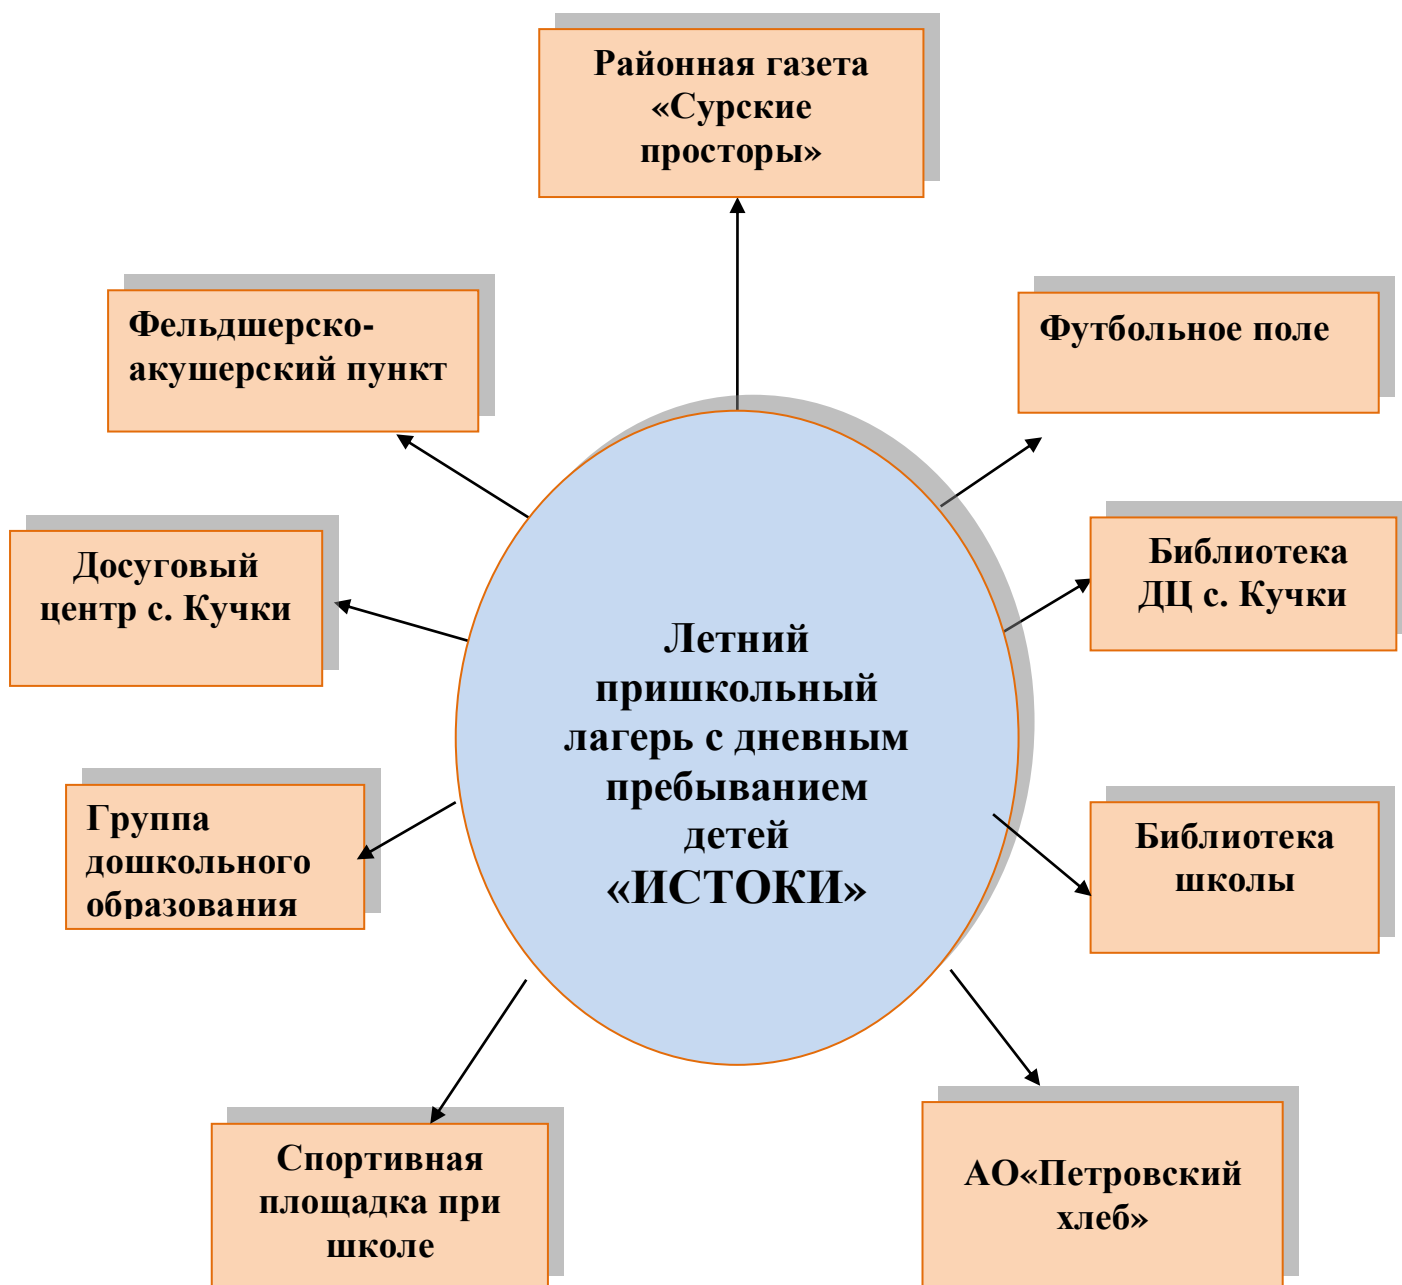 Районная газета
«Сурские
просторы»
Фельдшерско-
акушерский пункт
Футбольное поле
Досуговый
центр с. Кучки
Библиотека
ДЦ с. Кучки
Летний
пришкольный
лагерь с дневным
пребыванием
детей
«ИСТОКИ»
Группа
дошкольного
образования
Библиотека
школы
Спортивная
площадка при
школе
АО«Петровский
хлеб»